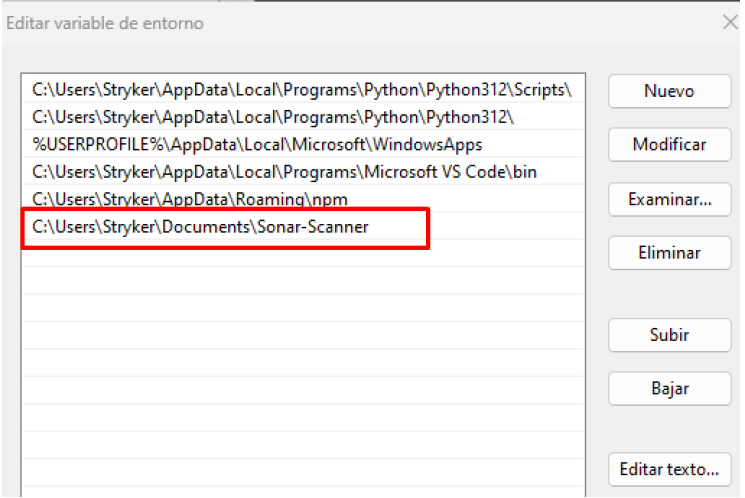 Editar variable de entorno
C:\Users\Stryker\AppData\Local\Programs\Python\Python312\Scripts\
C:\Users\Stryker\AppData\Local\Programs\Python\Python312\
%USERPROFILE%\AppData\Local\Microsoft\WindowsApps
C:\Users\Stryker\AppData\Local\Programs\Microsoft VS Code\bin
C:\Users\Stryker\AppData\Roaming\npm
C:\Users\Stryker\Documents\Sonar-Scanner
Nuevo
Modificar
Examinar...
Eliminar
Subir
Bajar
Editar texto...